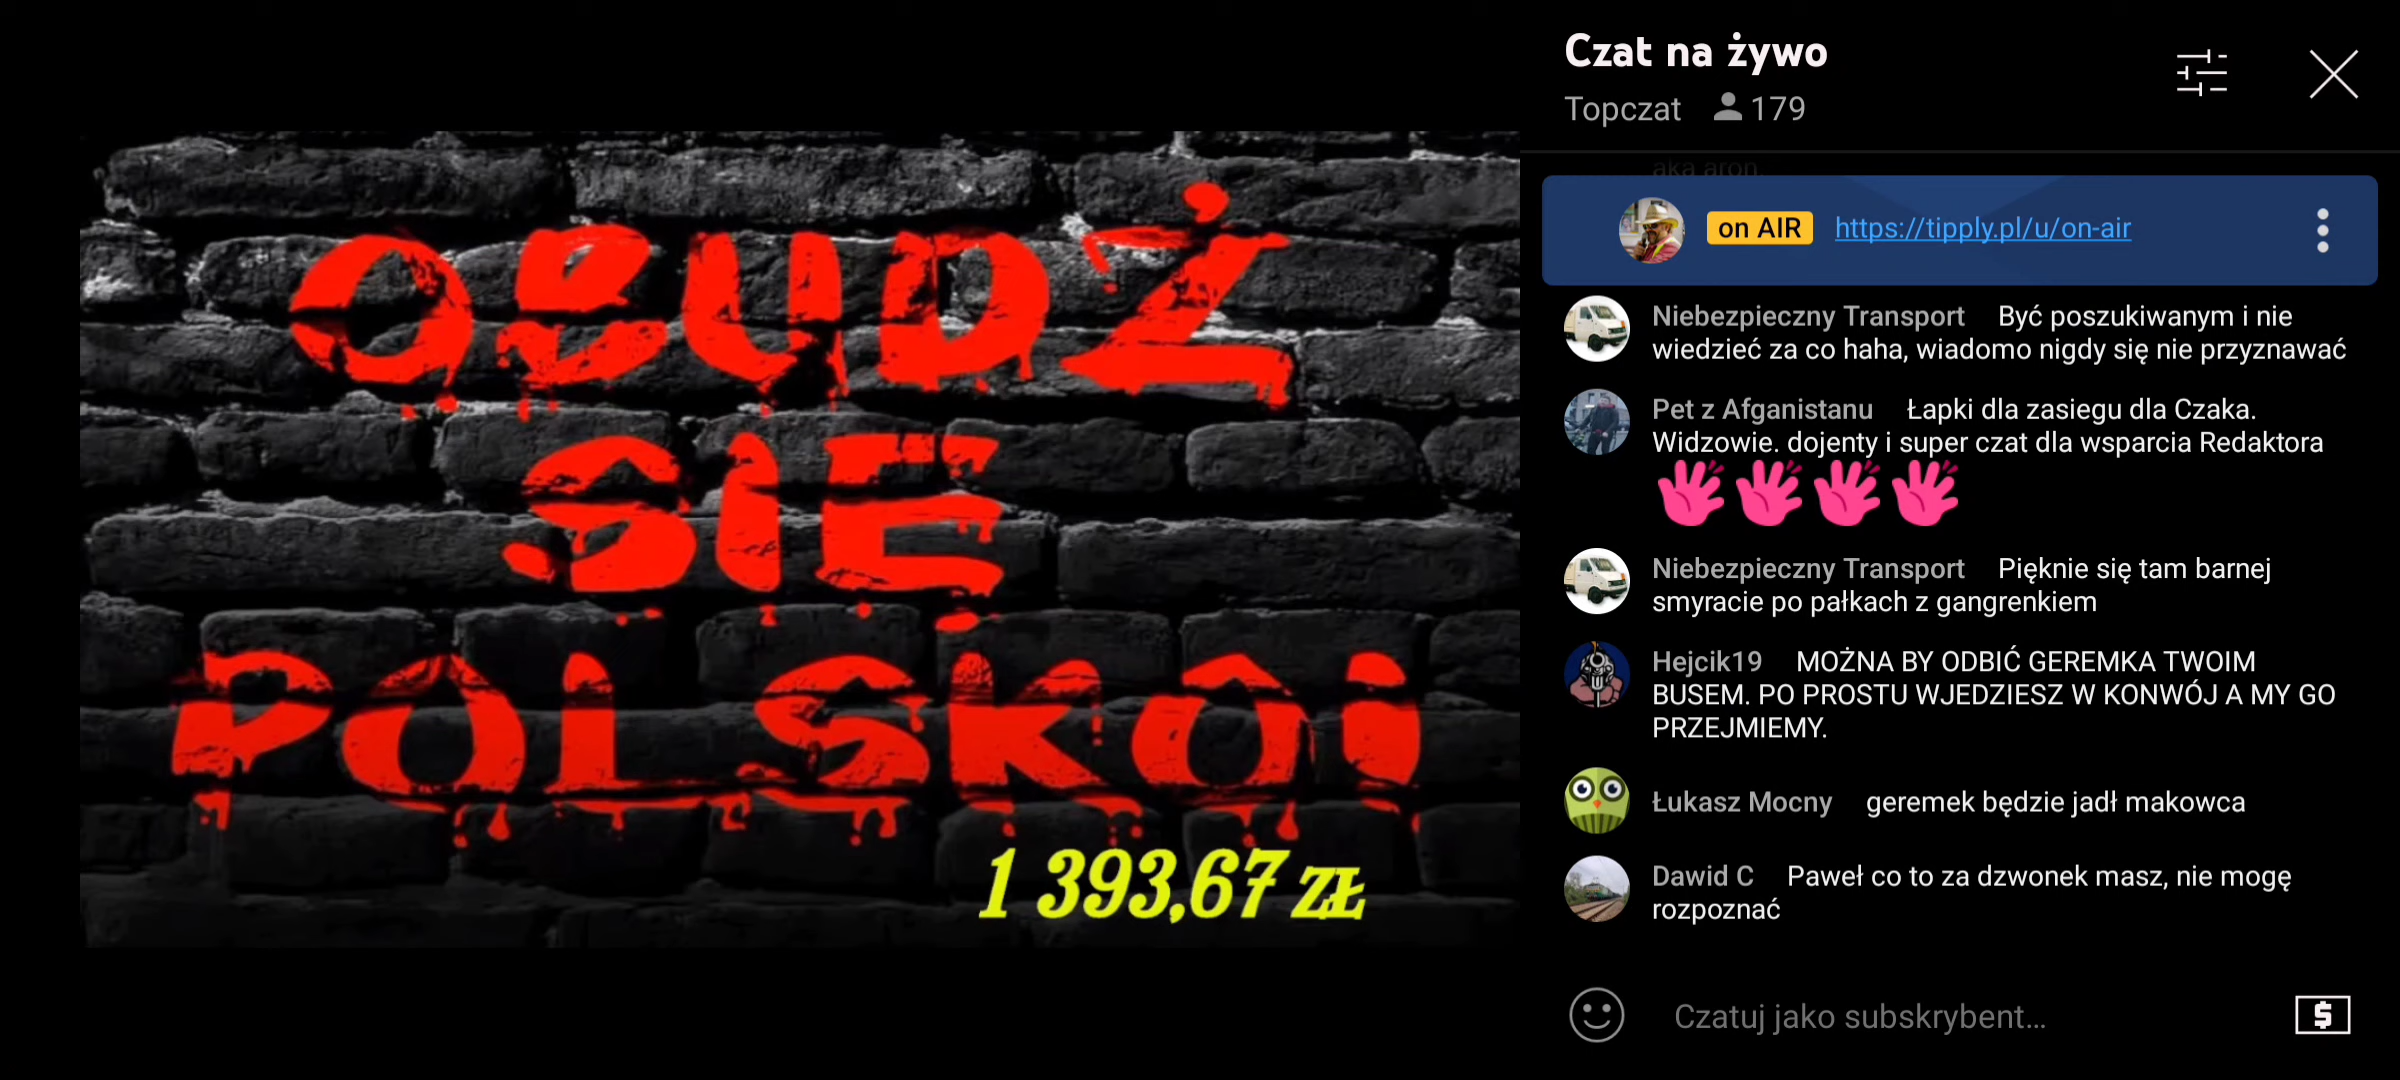 OBUDŻ
SIE
POLSKO!
1 393,67 ZŁ
Czat na żywo
Topczat 179
aka aron
on AIR https://tipply.pl/u/on-air
Niebezpieczny Transport Być poszukiwanym i nie
wiedzieć za co haha, wiadomo nigdy się nie przyznawać
Pet z Afganistanu Łapki dla zasiegu dla Czaka.
Widzowie. dojenty i super czat dla wsparcia Redaktora
Niebezpieczny Transport Pięknie się tam barnej
smyracie po pałkach z gangrenkiem
Hejcik19 MOŻNA BY ODBIĆ GEREMKA TWOIM
BUSEM. PO PROSTU WJEDZIESZ W KONWÓJ A MY GO
PRZEJMIEMY.
Łukasz Mocny geremek będzie jadł makowca
Dawid C Paweł co to za dzwonek masz, nie mogę
rozpoznać
Czatuj jako subskrybent...